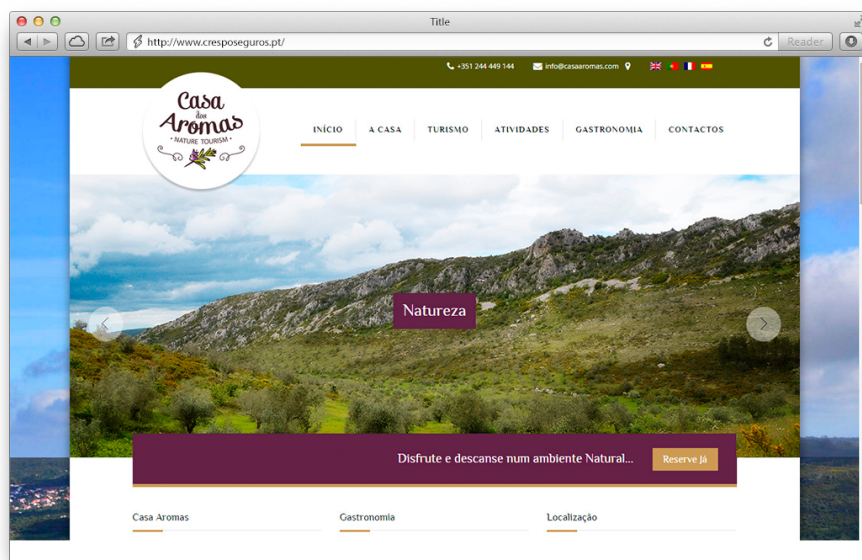 Title
http://www.cresposeguros.pt/
Reader
+351 244 449 144
info@casaaromas.com
Casa
dos
Aromas
• NATURE TOURISM •
INÍCIO
A CASA
TURISMO
ATIVIDADES
GASTRONOMIA
CONTACTOS
Natureza
Disfrute e descanse num ambiente Natural...
Reserve Já
Casa Aromas
Gastronomia
Localização